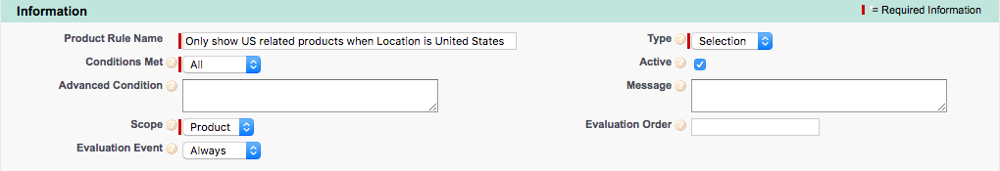 Information = Required Information
Product Rule Name Only show US related products when Location is United States Type ? Selection
Conditions Met ? All Active ?
Advanced Condition ? Message ?
Scope ? Product Evaluation Order ?
Evaluation Event ? Always